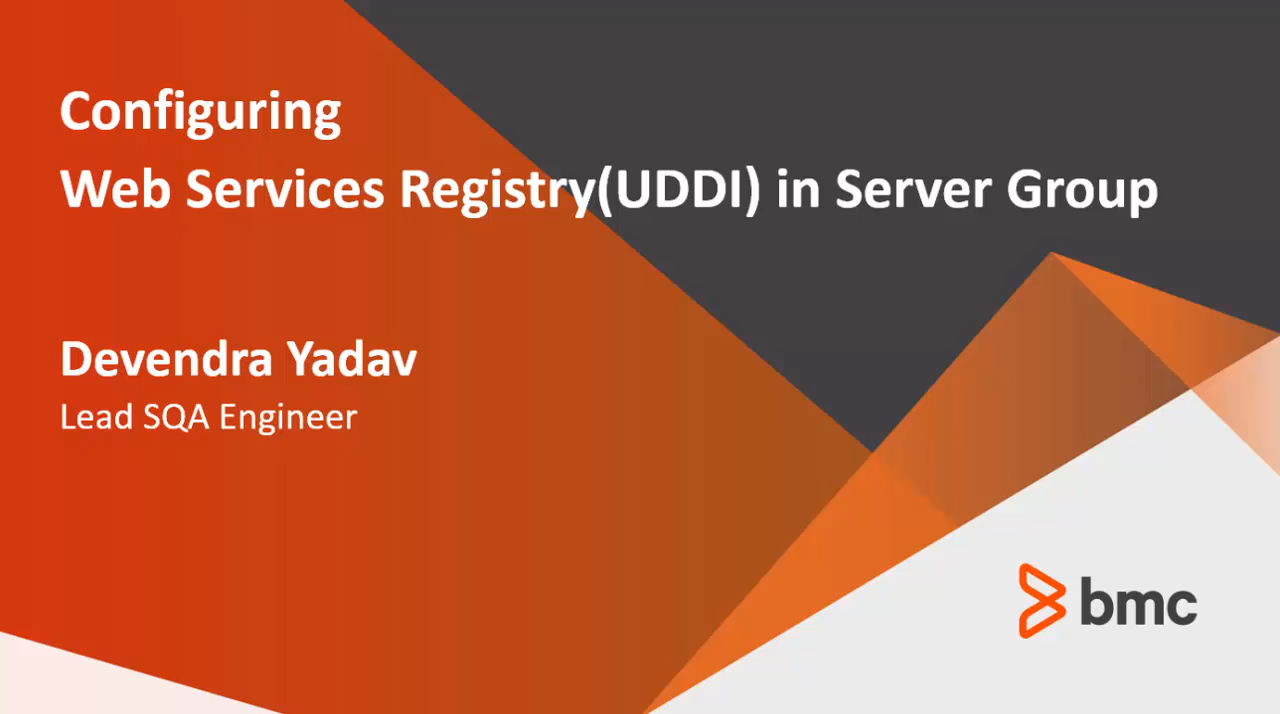 Configuring
Web Services Registry(UDDI) in Server Group
Devendra Yadav
Lead SQA Engineer
bmc